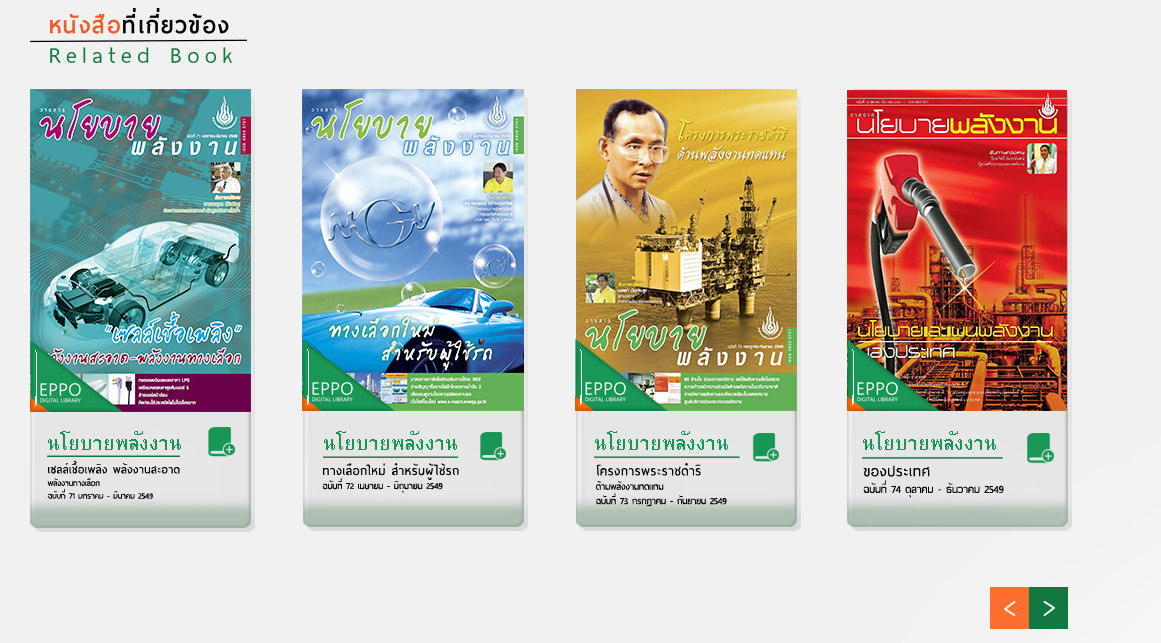 หนังสือที่เกี่ยวข้อง
Related Book
วารสาร
นโยบาย
พลังงาน
ฉบับที่ 71 มกราคม-มีนาคม 2549
"เซลล์เชื้อเพลิง"
พลังงานสะอาด-พลังงานทางเลือก
EPPO
DIGITAL LIBRARY
นโยบายพลังงาน
เซลล์เชื้อเพลิง พลังงานสะอาด
พลังงานทางเลือก
ฉบับที่ 71 มกราคม - มีนาคม 2549
นโยบาย
พลังงาน
NGV
ทางเลือกใหม่
สำหรับผู้ใช้รถ
EPPO
DIGITAL LIBRARY
นโยบายพลังงาน
ทางเลือกใหม่ สำหรับผู้ใช้รถ
ฉบับที่ 72 เมษายน - มิถุนายน 2549
โครงการพระราชดำริ
ด้านพลังงานทดแทน
วารสาร
นโยบาย
พลังงาน
ฉบับที่ 73 กรกฎาคม-กันยายน 2549
EPPO
DIGITAL LIBRARY
นโยบายพลังงาน
โครงการพระราชดำริ
ด้านพลังงานทดแทน
ฉบับที่ 73 กรกฎาคม - กันยายน 2549
วารสาร
นโยบายพลังงาน
นโยบายและแผนพลังงาน
ของประเทศ
EPPO
DIGITAL LIBRARY
นโยบายพลังงาน
ของประเทศ
ฉบับที่ 74 ตุลาคม - ธันวาคม 2549